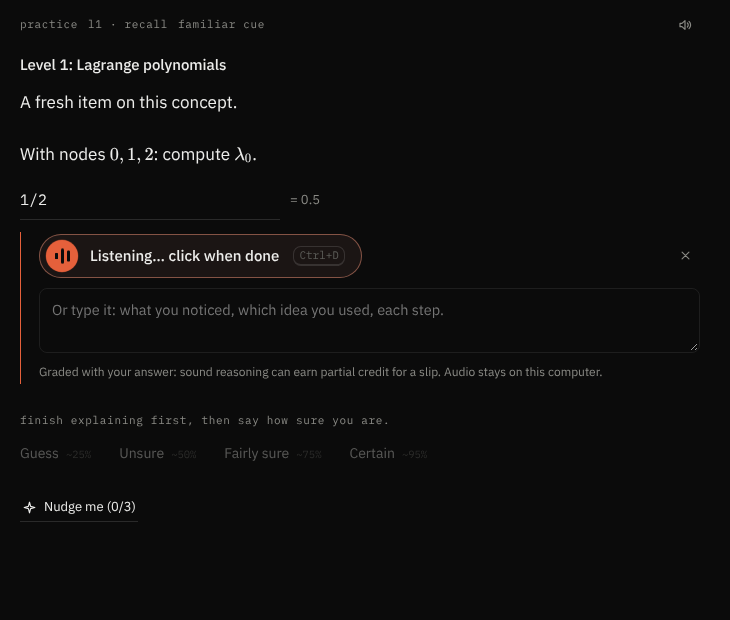 practice l1 · recall familiar cue
Level 1: Lagrange polynomials
A fresh item on this concept.
With nodes 0, 1, 2: compute λ₀.
1/2 = 0.5
Listening... click when done Ctrl+D
Or type it: what you noticed, which idea you used, each step.
Graded with your answer: sound reasoning can earn partial credit for a slip. Audio stays on this computer.
finish explaining first, then say how sure you are.
Guess ~25% Unsure ~50% Fairly sure ~75% Certain ~95%
Nudge me (0/3)